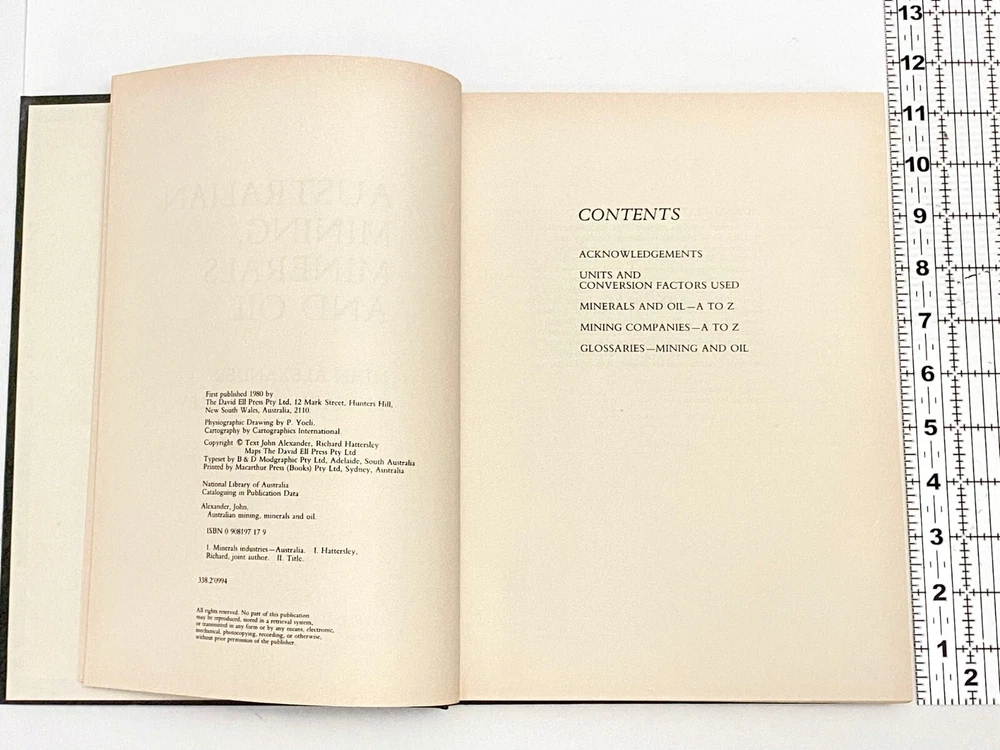 First published 1980 by
The David Ell Press Pty Ltd, 12 Mark Street, Hunters Hill,
New South Wales, Australia, 2110.
Physiographic Drawing by P. Yoeli.
Cartography by Cartographics International.
Copyright © Text John Alexander, Richard Hattersley
Maps The David Ell Press Pty Ltd
Typeset by B & D Modgraphic Pty Ltd, Adelaide, South Australia
Printed by Macarthur Press (Books) Pty Ltd, Sydney, Australia
National Library of Australia
Cataloguing in Publication Data
Alexander, John,
Australian mining, minerals and oil.
ISBN 0 908197 17 9
1. Minerals industries—Australia. I. Hattersley,
Richard, joint author. II. Title.
338.2'0994
All rights reserved. No part of this publication
may be reproduced, stored in a retrieval system,
or transmitted in any form or by any means, electronic,
mechanical, photocopying, recording, or otherwise,
without prior permission of the publisher.
CONTENTS
ACKNOWLEDGEMENTS
UNITS AND
CONVERSION FACTORS USED
MINERALS AND OIL—A TO Z
MINING COMPANIES—A TO Z
GLOSSARIES—MINING AND OIL
13
12
11
10
9
8
7
6
5
4
3
2
1
2